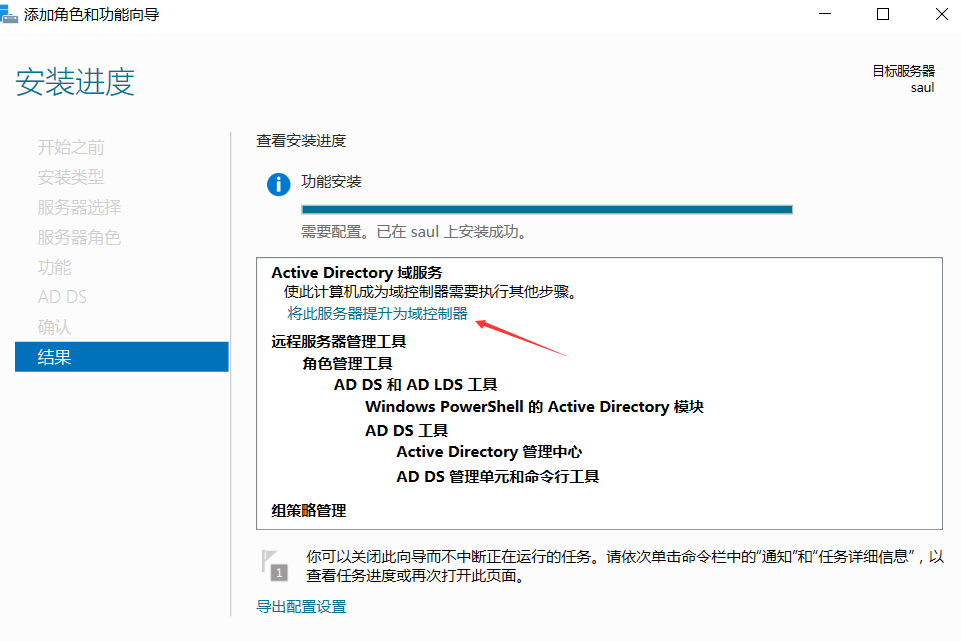 添加角色和功能向导
安装进度
目标服务器
saul
开始之前
安装类型
服务器选择
服务器角色
功能
AD DS
确认
结果
查看安装进度
功能安装
需要配置。已在 saul 上安装成功。
Active Directory 域服务
使此计算机成为域控制器需要执行其他步骤。
将此服务器提升为域控制器
远程服务器管理工具
角色管理工具
AD DS 和 AD LDS 工具
Windows PowerShell 的 Active Directory 模块
AD DS 工具
Active Directory 管理中心
AD DS 管理单元和命令行工具
组策略管理
1
你可以关闭此向导而不中断正在运行的任务。请依次单击命令栏中的“通知”和“任务详细信息”，以
查看任务进度或再次打开此页面。
导出配置设置